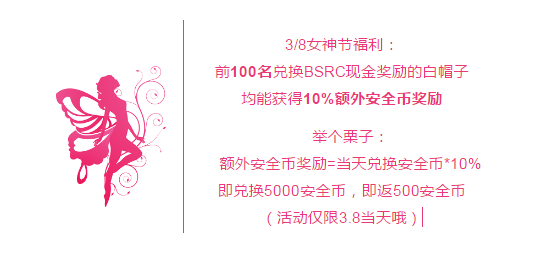 3/8女神节福利：
前100名兑换BSRC现金奖励的白帽子
均能获得10%额外安全币奖励
举个栗子：
额外安全币奖励=当天兑换安全币*10%
即兑换5000安全币，即返500安全币
（活动仅限3.8当天哦）